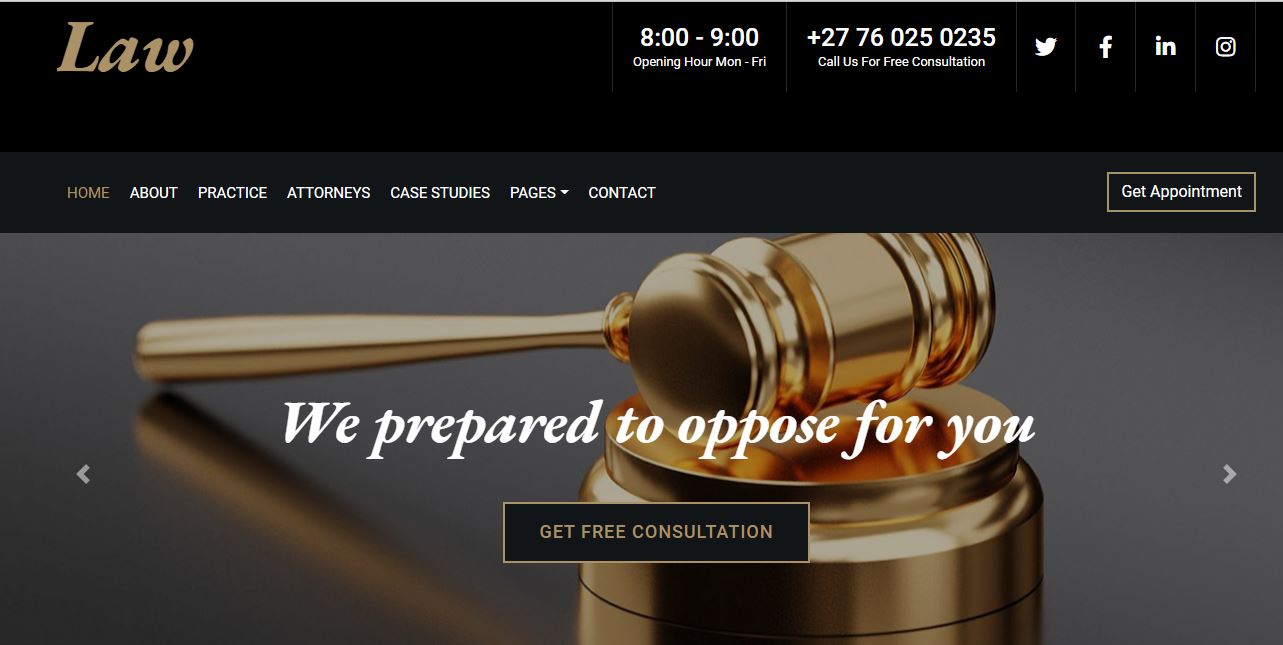 Law
8:00 - 9:00
Opening Hour Mon - Fri
+27 76 025 0235
Call Us For Free Consultation
HOME ABOUT PRACTICE ATTORNEYS CASE STUDIES PAGES CONTACT
Get Appointment
We prepared to oppose for you
GET FREE CONSULTATION